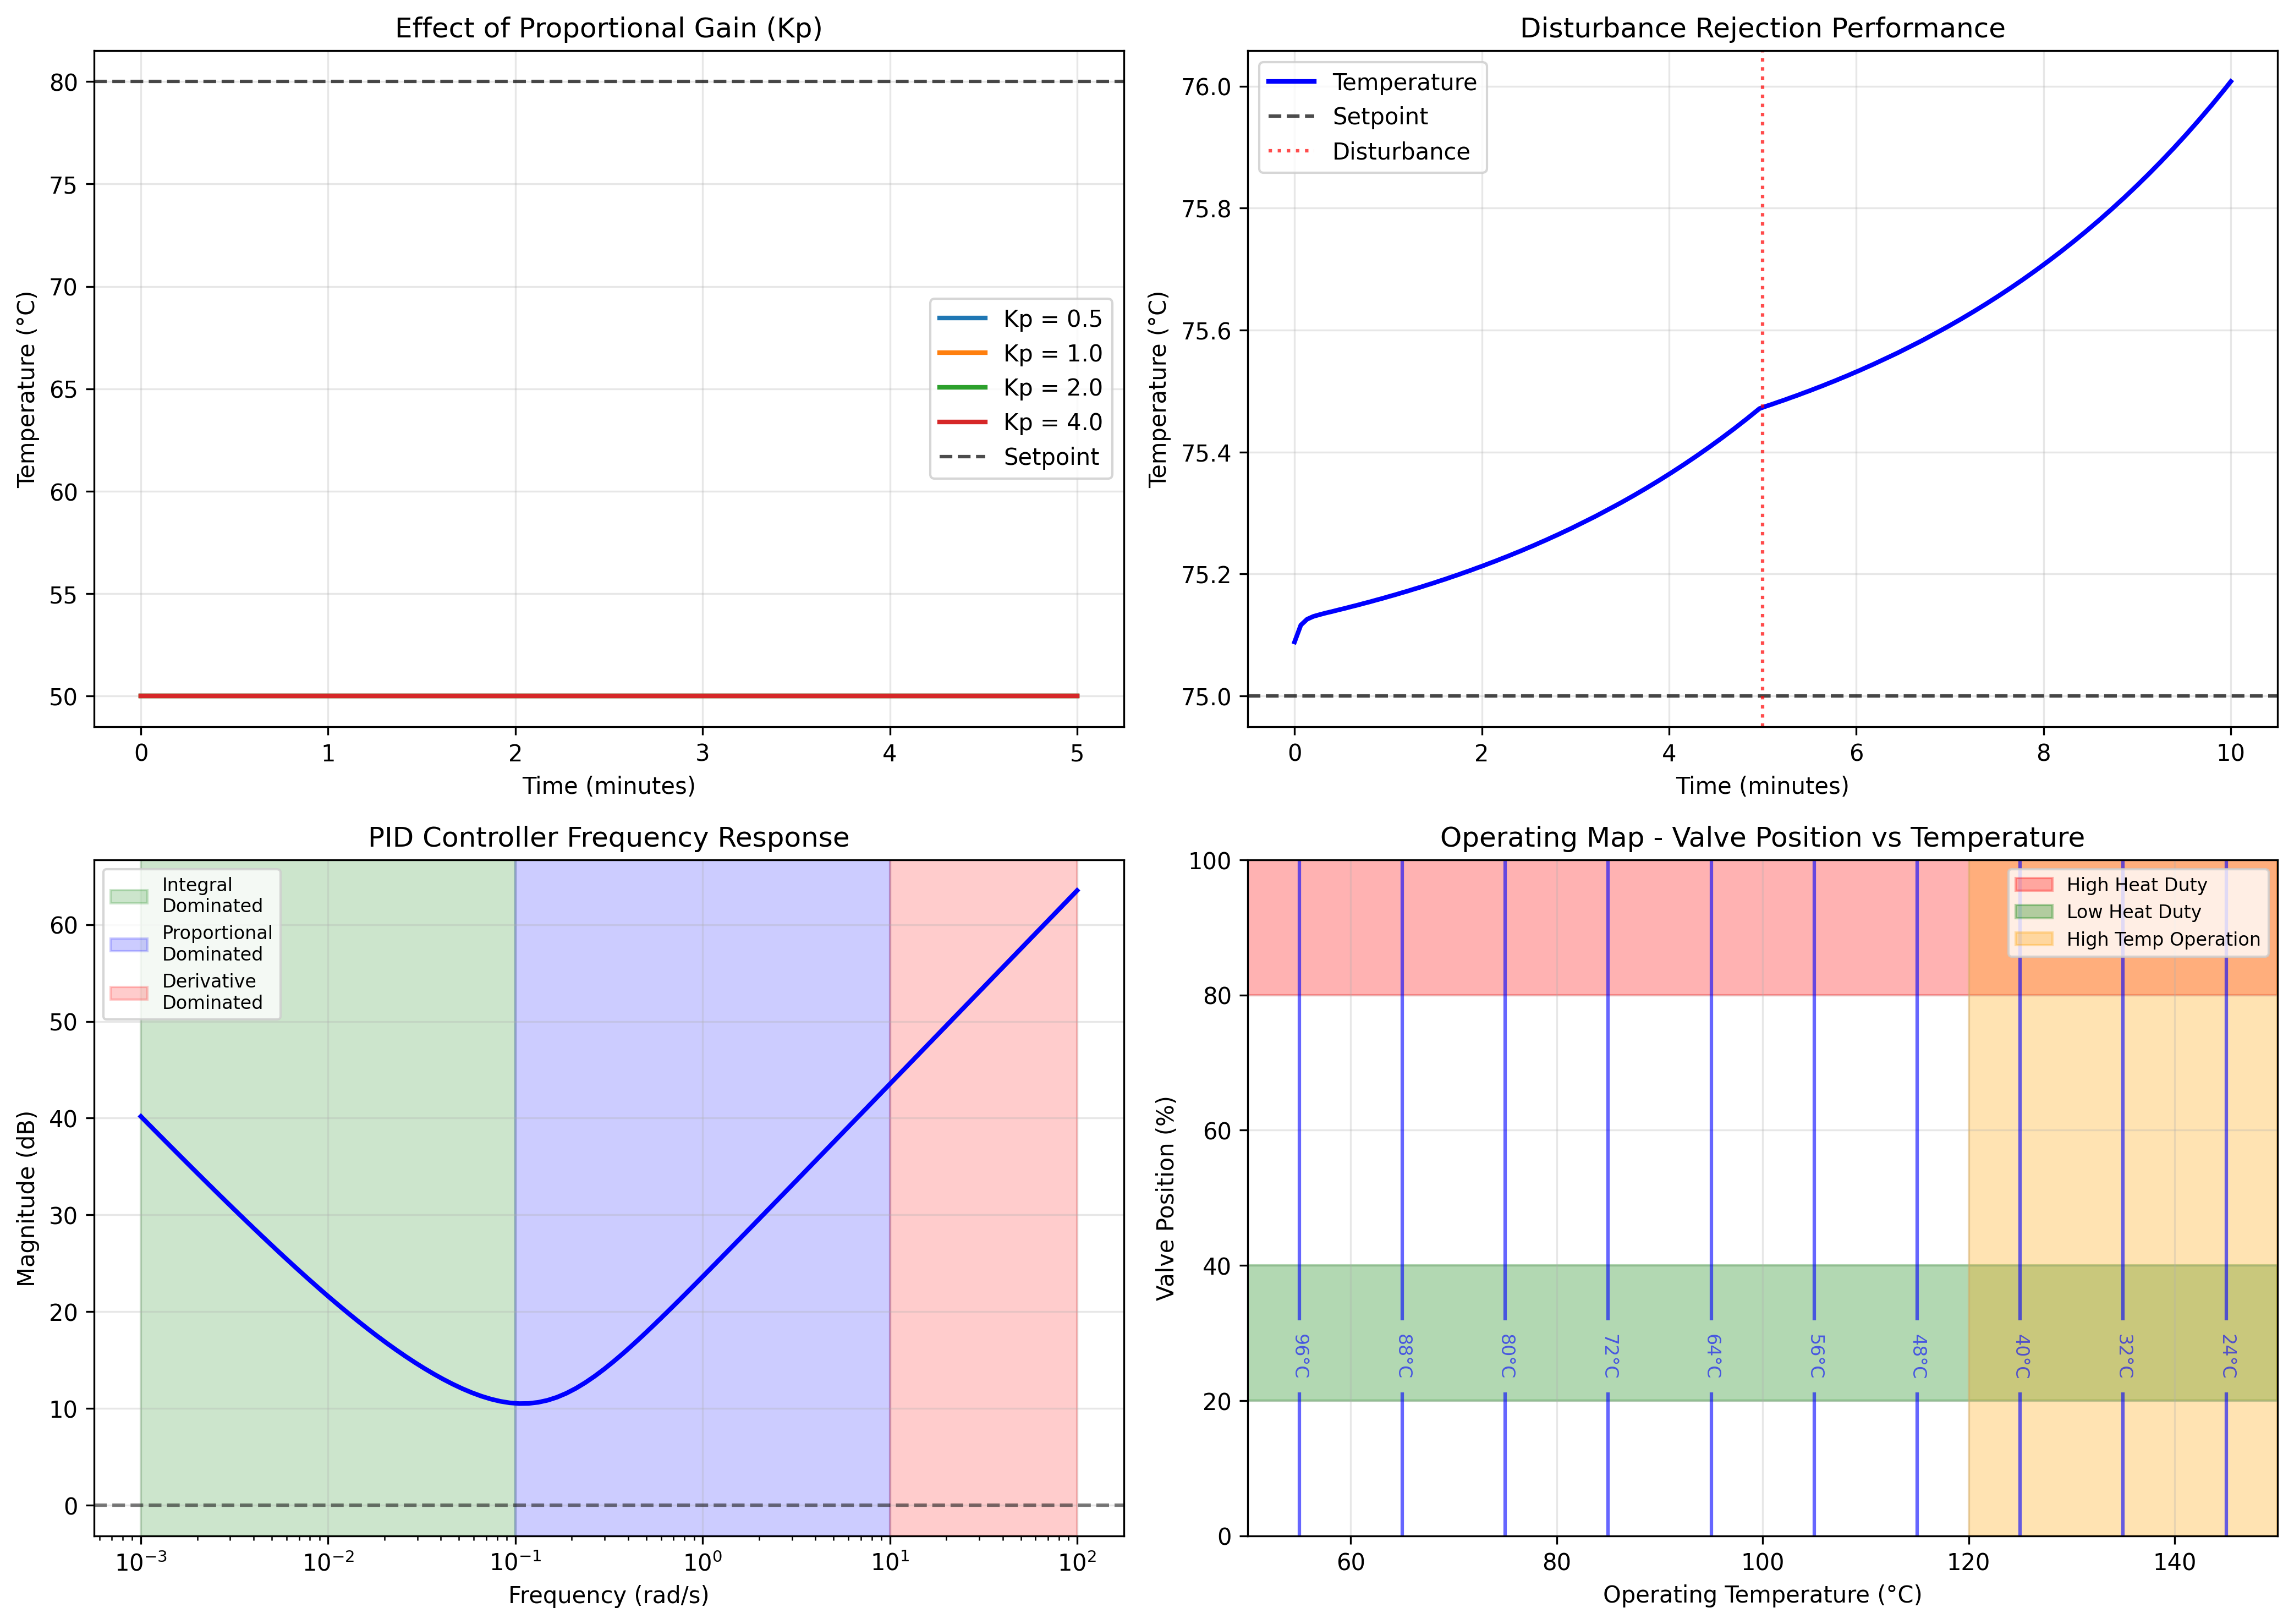 Effect of Proportional Gain (Kp)
Temperature (°C)
80
75
70
65
60
55
50
Kp = 0.5
Kp = 1.0
Kp = 2.0
Kp = 4.0
Setpoint
0 1 2 3 4 5
Time (minutes)
Disturbance Rejection Performance
Temperature (°C)
76.0
75.8
75.6
75.4
75.2
75.0
Temperature
Setpoint
Disturbance
0 2 4 6 8 10
Time (minutes)
PID Controller Frequency Response
Magnitude (dB)
60
50
40
30
20
10
0
Integral
Dominated
Proportional
Dominated
Derivative
Dominated
10⁻³ 10⁻² 10⁻¹ 10⁰ 10¹ 10²
Frequency (rad/s)
Operating Map - Valve Position vs Temperature
Valve Position (%)
100
80
60
40
20
0
High Heat Duty
Low Heat Duty
High Temp Operation
96°C 88°C 80°C 72°C 64°C 56°C 48°C 40°C 32°C 24°C
60 80 100 120 140
Operating Temperature (°C)